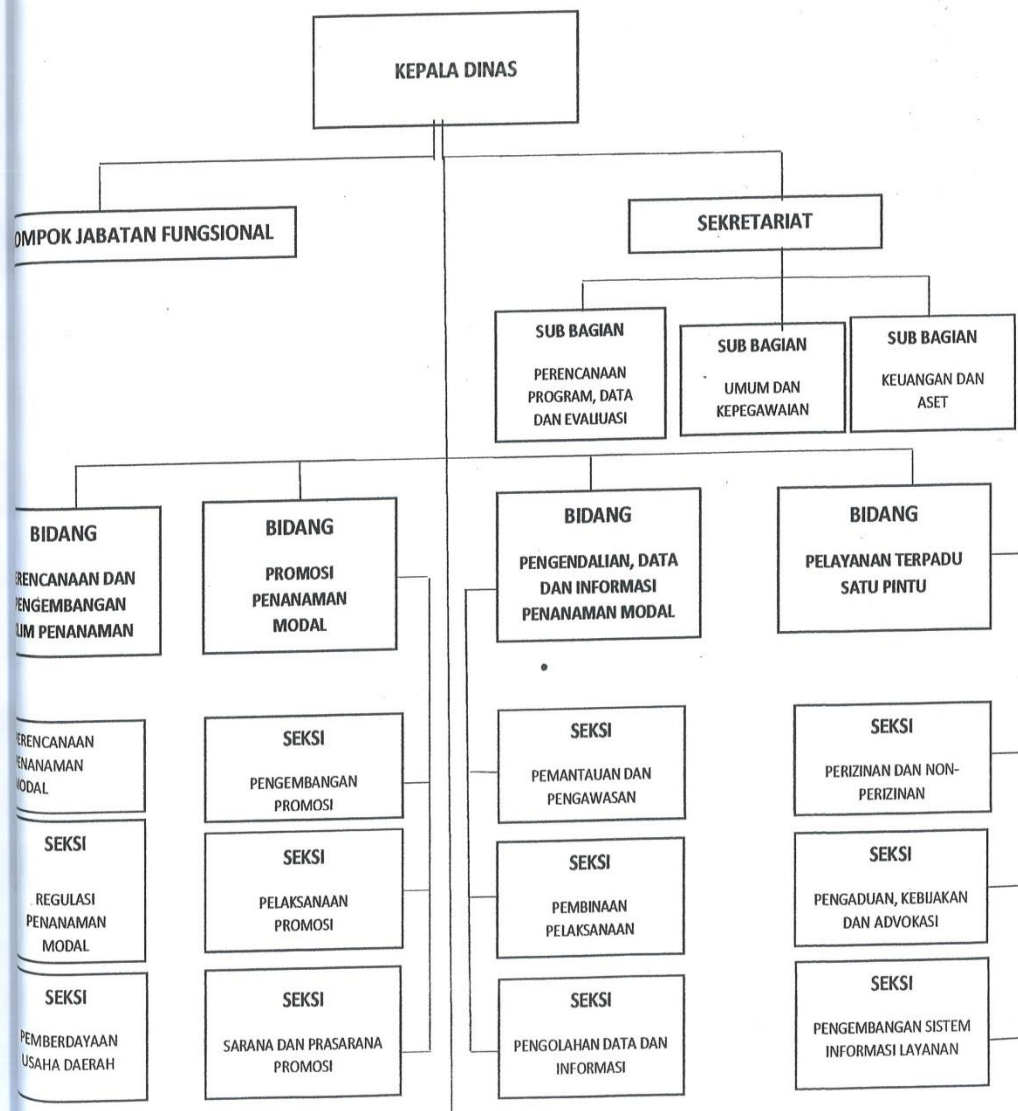 KEPALA DINAS
OMPOK JABATAN FUNGSIONAL
SEKRETARIAT
SUB BAGIAN
PERENCANAAN
PROGRAM, DATA
DAN EVALIUASI
SUB BAGIAN
UMUM DAN
KEPEGAWAIAN
SUB BAGIAN
KEUANGAN DAN
ASET
BIDANG
ERENCANAAN DAN
PENGEMBANGAN
LIM PENANAMAN
BIDANG
PROMOSI
PENANAMAN
MODAL
BIDANG
PENGENDALIAN, DATA
DAN INFORMASI
PENANAMAN MODAL
BIDANG
PELAYANAN TERPADU
SATU PINTU
ERENCANAAN
ENANAMAN
MODAL
SEKSI
REGULASI
PENANAMAN
MODAL
SEKSI
PEMBERDAYAAN
USAHA DAERAH
SEKSI
PENGEMBANGAN
PROMOSI
SEKSI
PELAKSANAAN
PROMOSI
SEKSI
SARANA DAN PRASARANA
PROMOSI
SEKSI
PEMANTAUAN DAN
PENGAWASAN
SEKSI
PEMBINAAN
PELAKSANAAN
SEKSI
PENGOLAHAN DATA DAN
INFORMASI
SEKSI
PERIZINAN DAN NON-
PERIZINAN
SEKSI
PENGADUAN, KEBIJAKAN
DAN ADVOKASI
SEKSI
PENGEMBANGAN SISTEM
INFORMASI LAYANAN